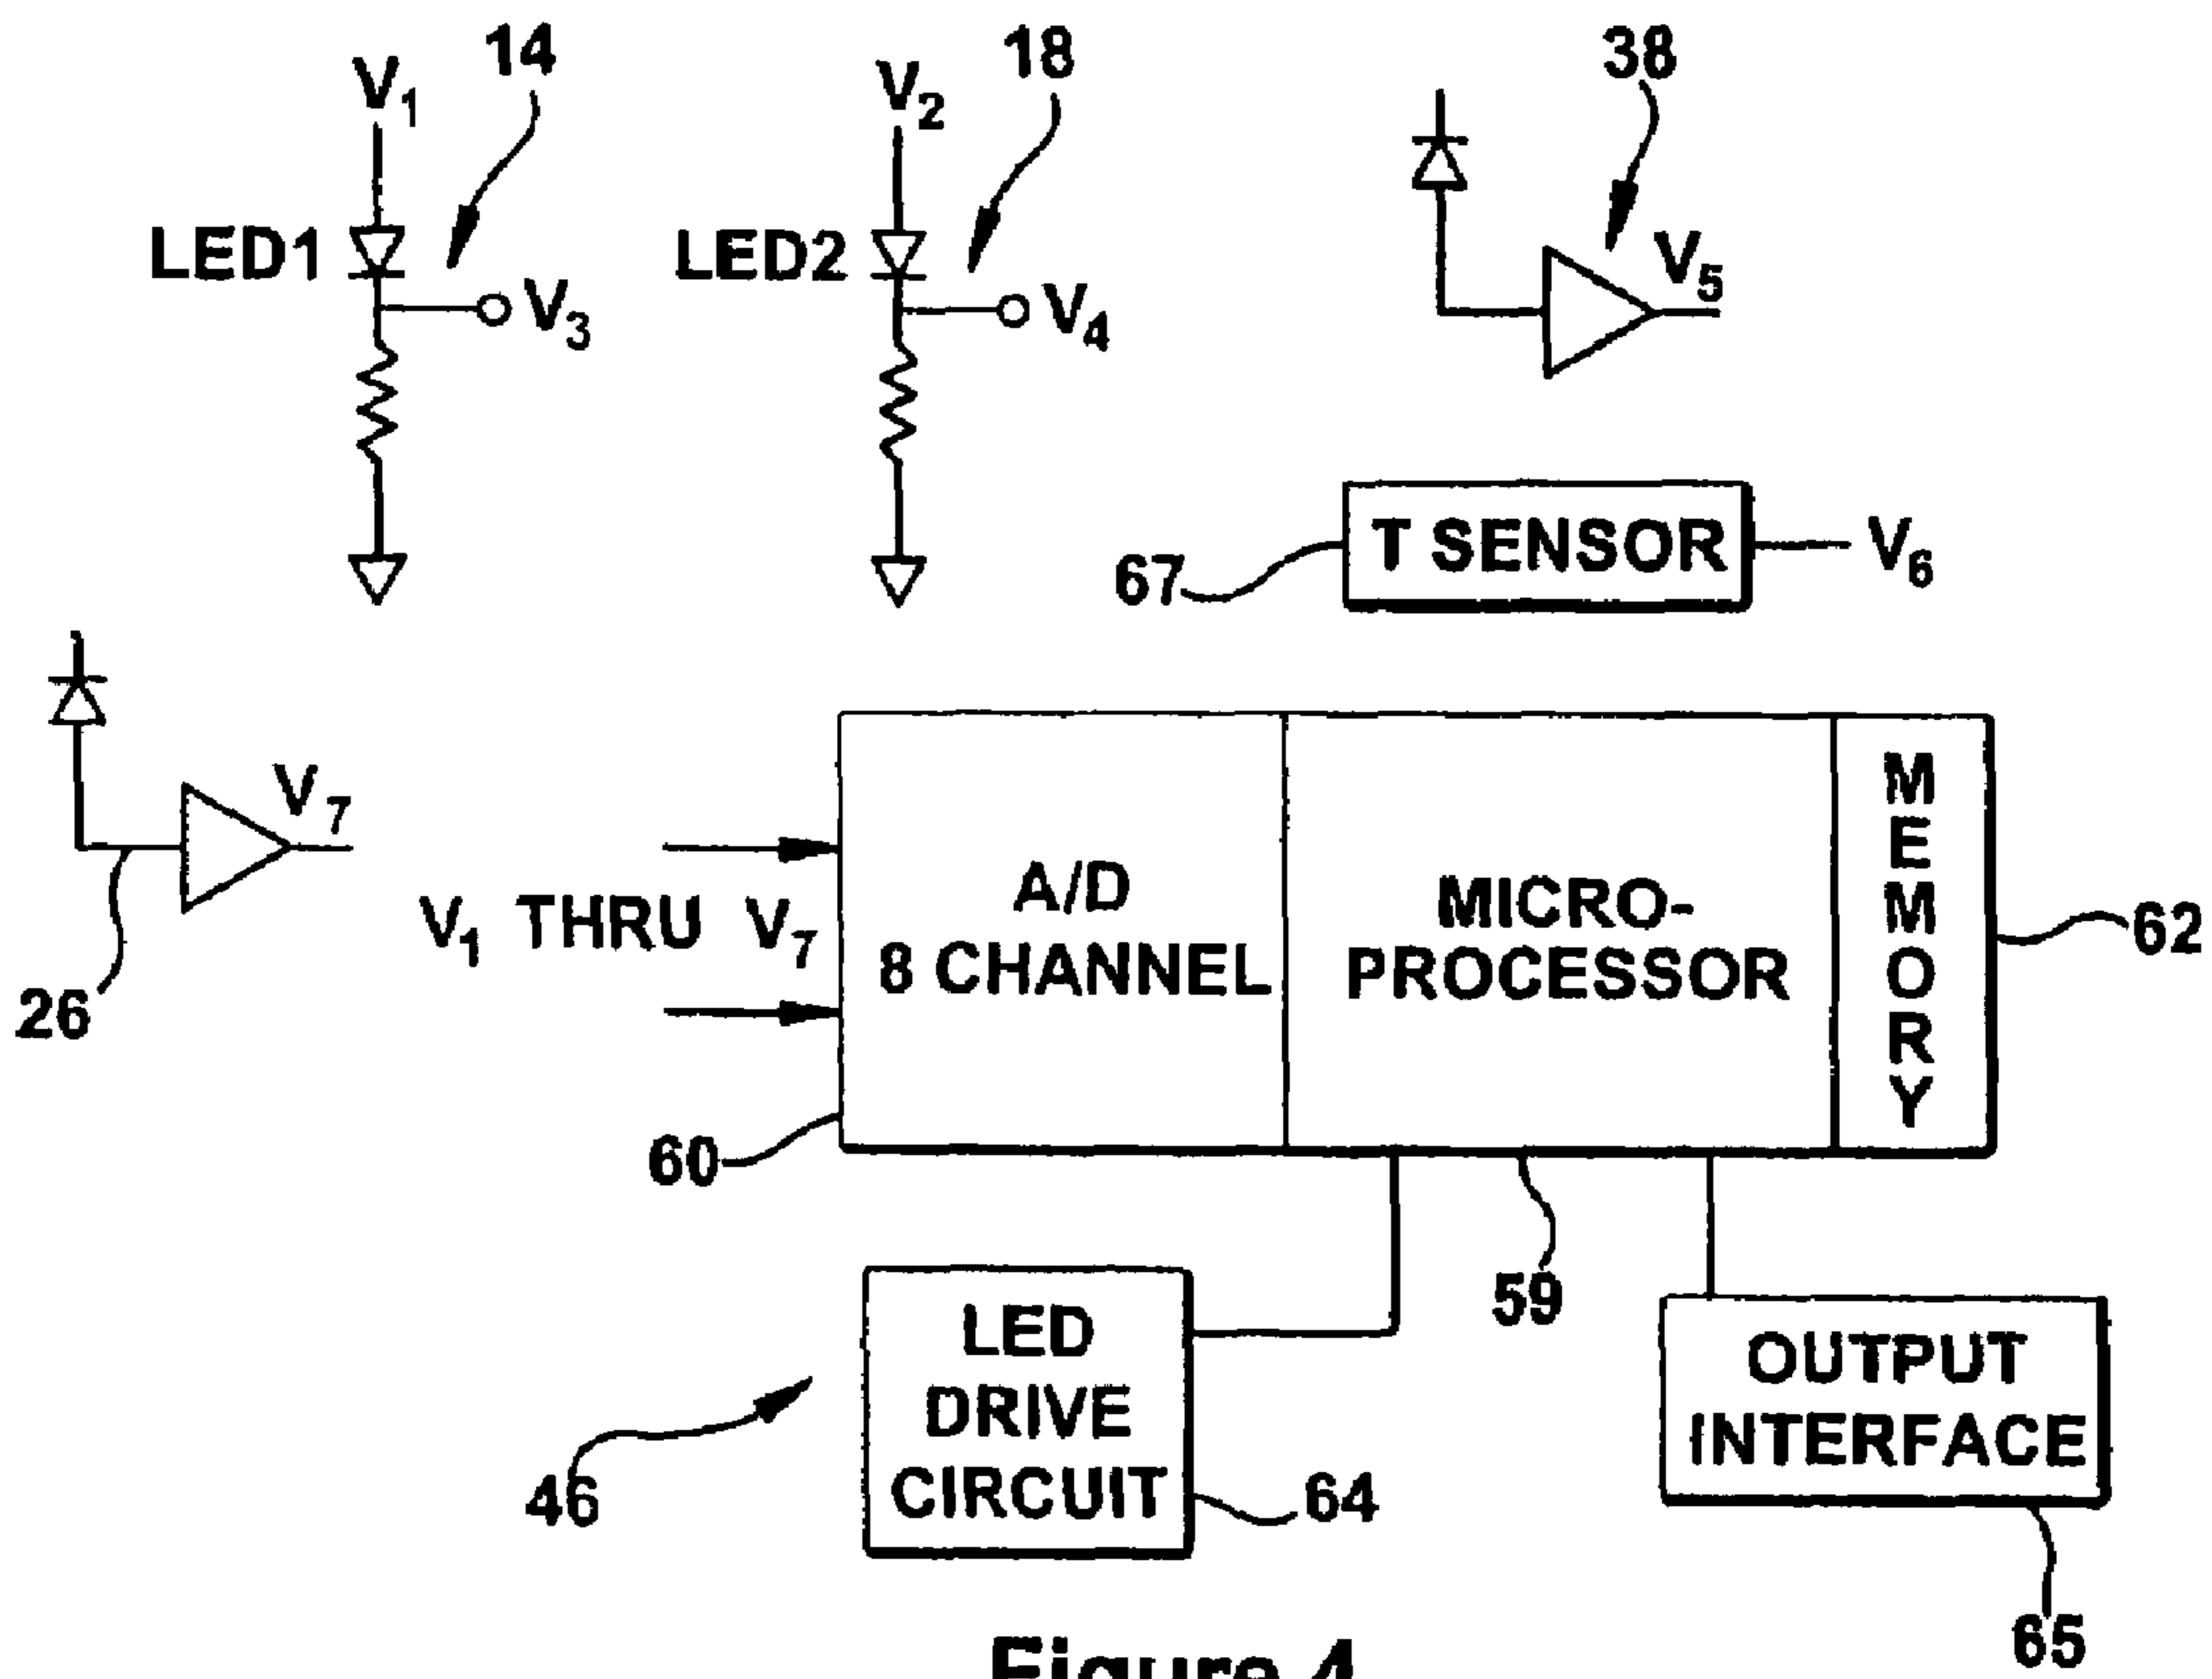 14
V1
18
V2
38
LED1
V3
LED2
V4
V5
T SENSOR
V6
67
V7
26
V1 THRU V7
A/D
8 CHANNEL
MICRO-
PROCESSOR
MEMORY
62
60
59
LED
DRIVE
CIRCUIT
46
64
OUTPUT
INTERFACE
65
Figure 4